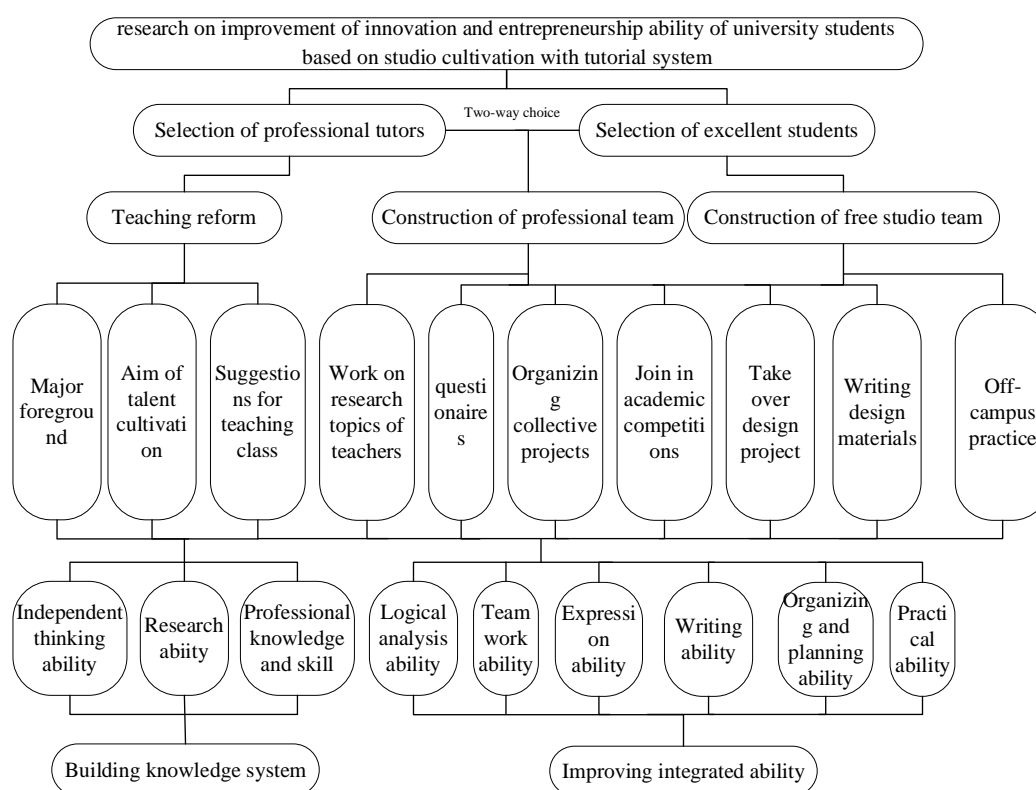 research on improvement of innovation and entrepreneurship ability of university students
based on studio cultivation with tutorial system
Two-way choice
Selection of professional tutors
Selection of excellent students
Teaching reform
Construction of professional team
Construction of free studio team
Major
foregrou
nd
Aim of
talent
cultivati
on
Suggestio
ns for
teaching
class
Work on
research
topics of
teachers
questi
onaire
s
Organizin
g
collective
projects
Join in
academic
competiti
ons
Take
over
design
project
Writing
design
materials
Off-
campus
practice
Independent
thinking
ability
Research
abiity
Professional
knowledge
and skill
Logical
analysis
ability
Team
work
ability
Expressi
on
ability
Writing
ability
Organizin
g and
planning
ability
Practi
cal
ability
Building knowledge system
Improving integrated ability